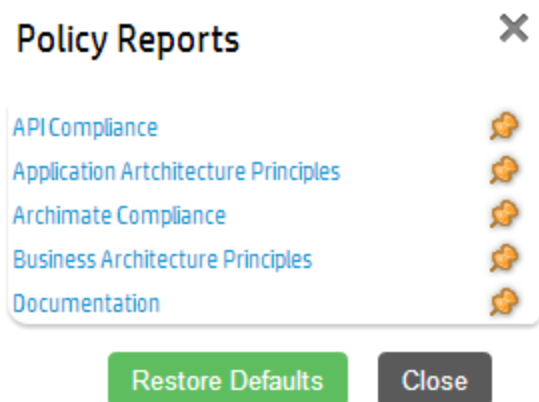 Policy Reports
API Compliance
Application Artchitecture Principles
Archimate Compliance
Business Architecture Principles
Documentation
Restore Defaults
Close